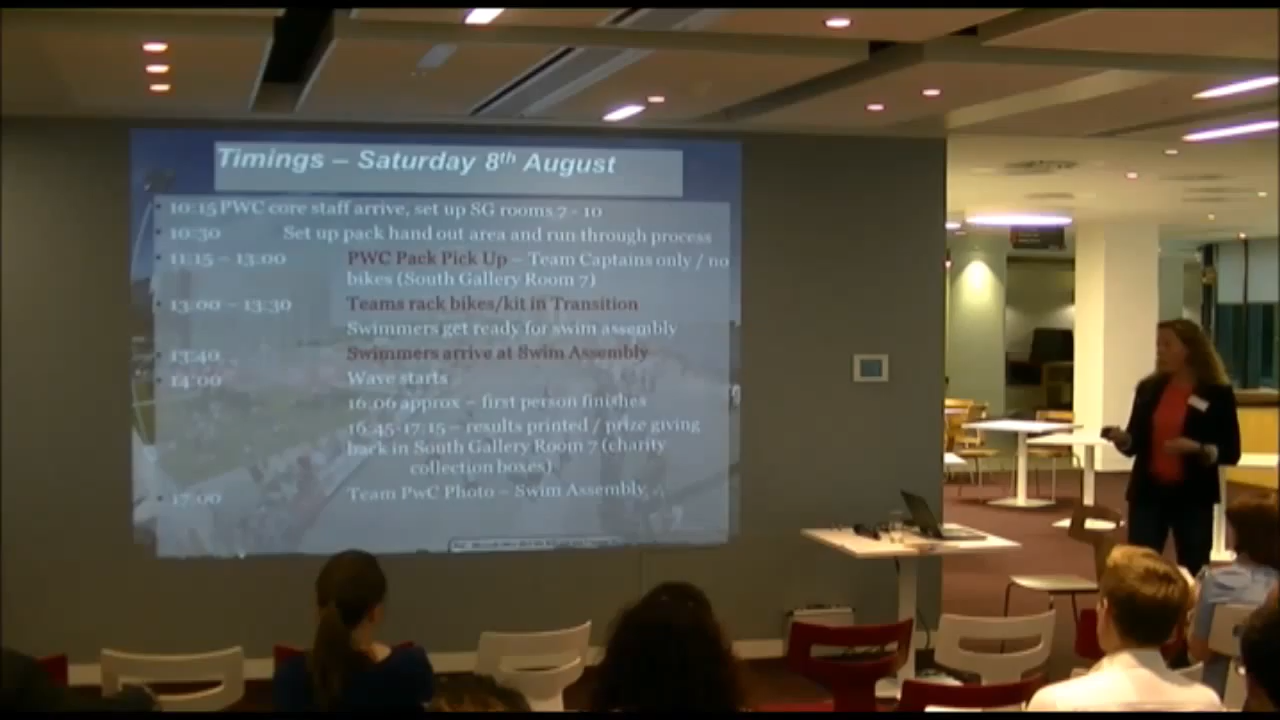 Timings – Saturday 8th August
• 10:15 PWC core staff arrive, set up SG rooms 7 - 10
• 10:30 Set up pack hand out area and run through process
• 11:15 – 13:00 PWC Pack Pick Up – Team Captains only / no
bikes (South Gallery Room 7)
• 13:00 – 13:30 Teams rack bikes/kit in Transition
Swimmers get ready for swim assembly
• 13:40 Swimmers arrive at Swim Assembly
• 14:00 Wave starts
16:06 approx – first person finishes
16:45-17:15 – results printed / prize giving
back in South Gallery Room 7 (charity
collection boxes)
• 17:00 Team PwC Photo – Swim Assembly